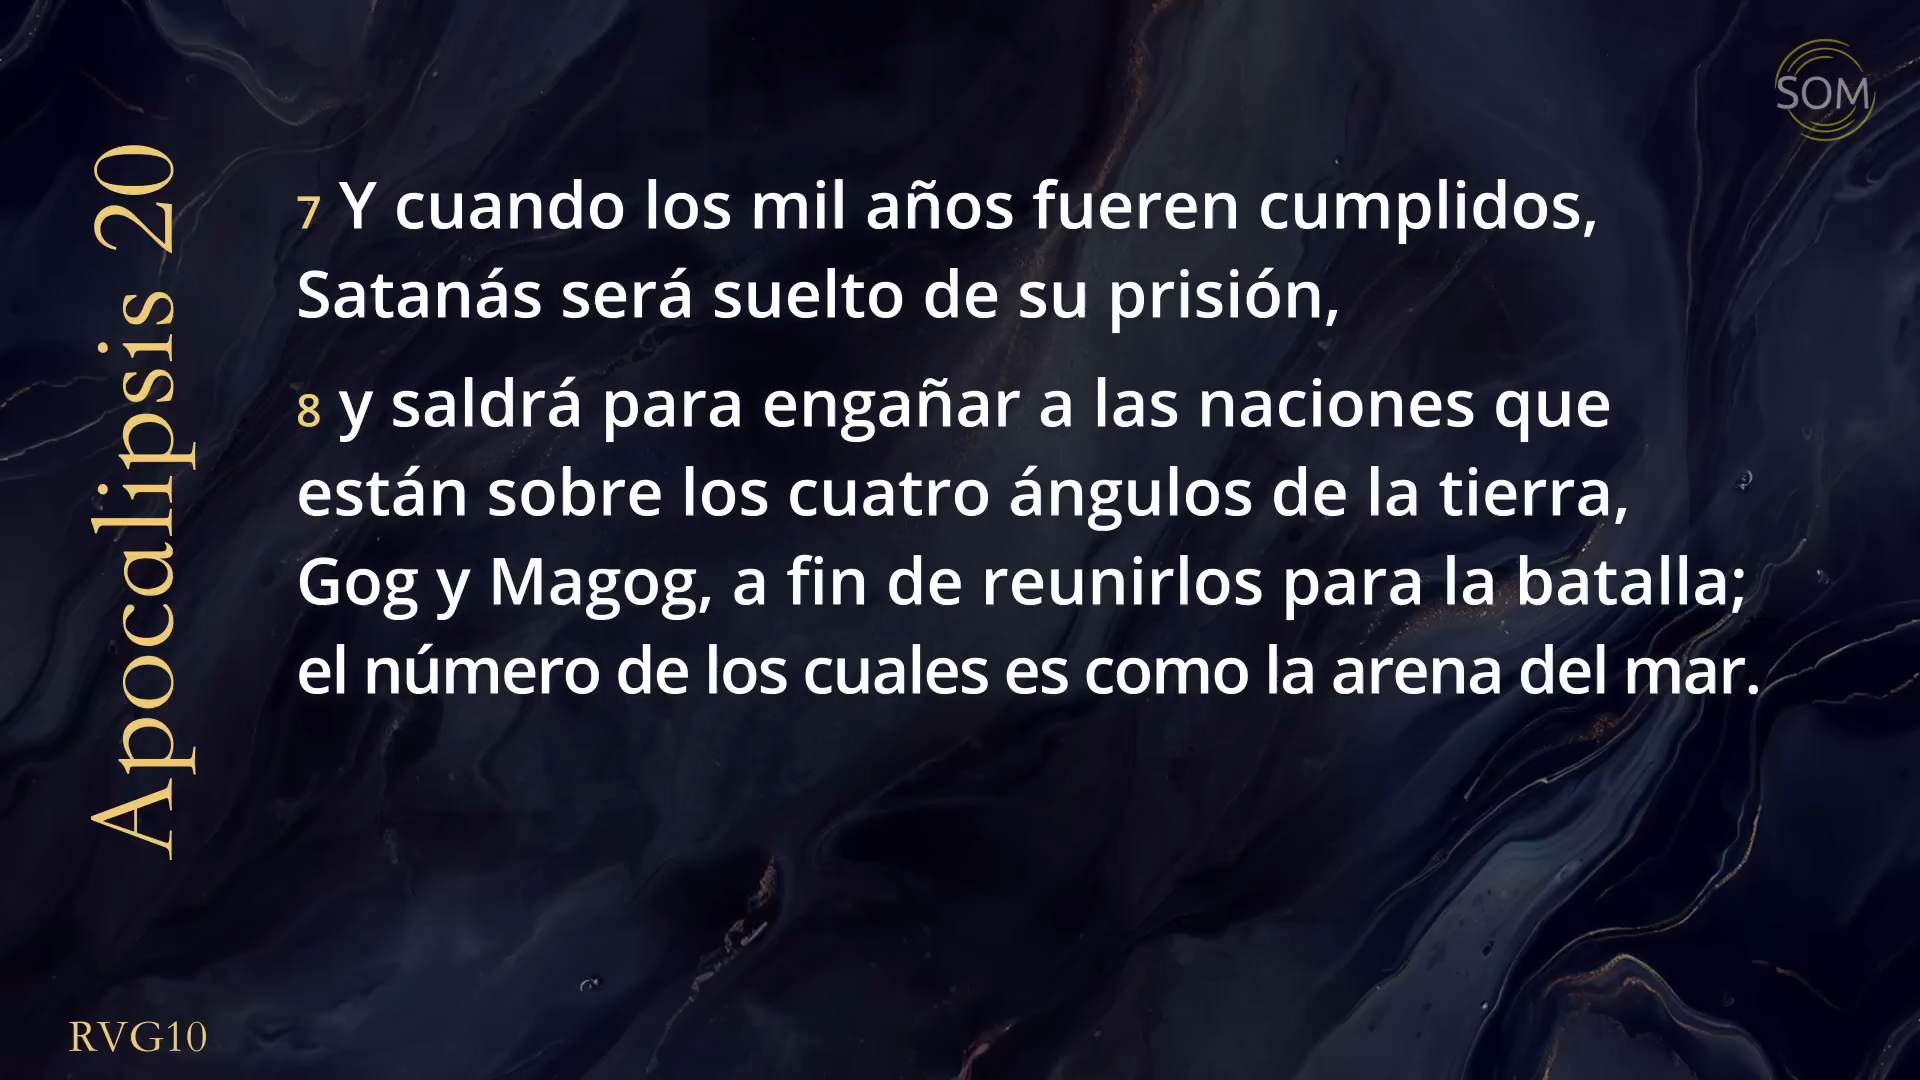 Apocalipsis 20
SOM
7 Y cuando los mil años fueren cumplidos,
Satanás será suelto de su prisión,
8 y saldrá para engañar a las naciones que
están sobre los cuatro ángulos de la tierra,
Gog y Magog, a fin de reunirlos para la batalla;
el número de los cuales es como la arena del mar.
RVG10